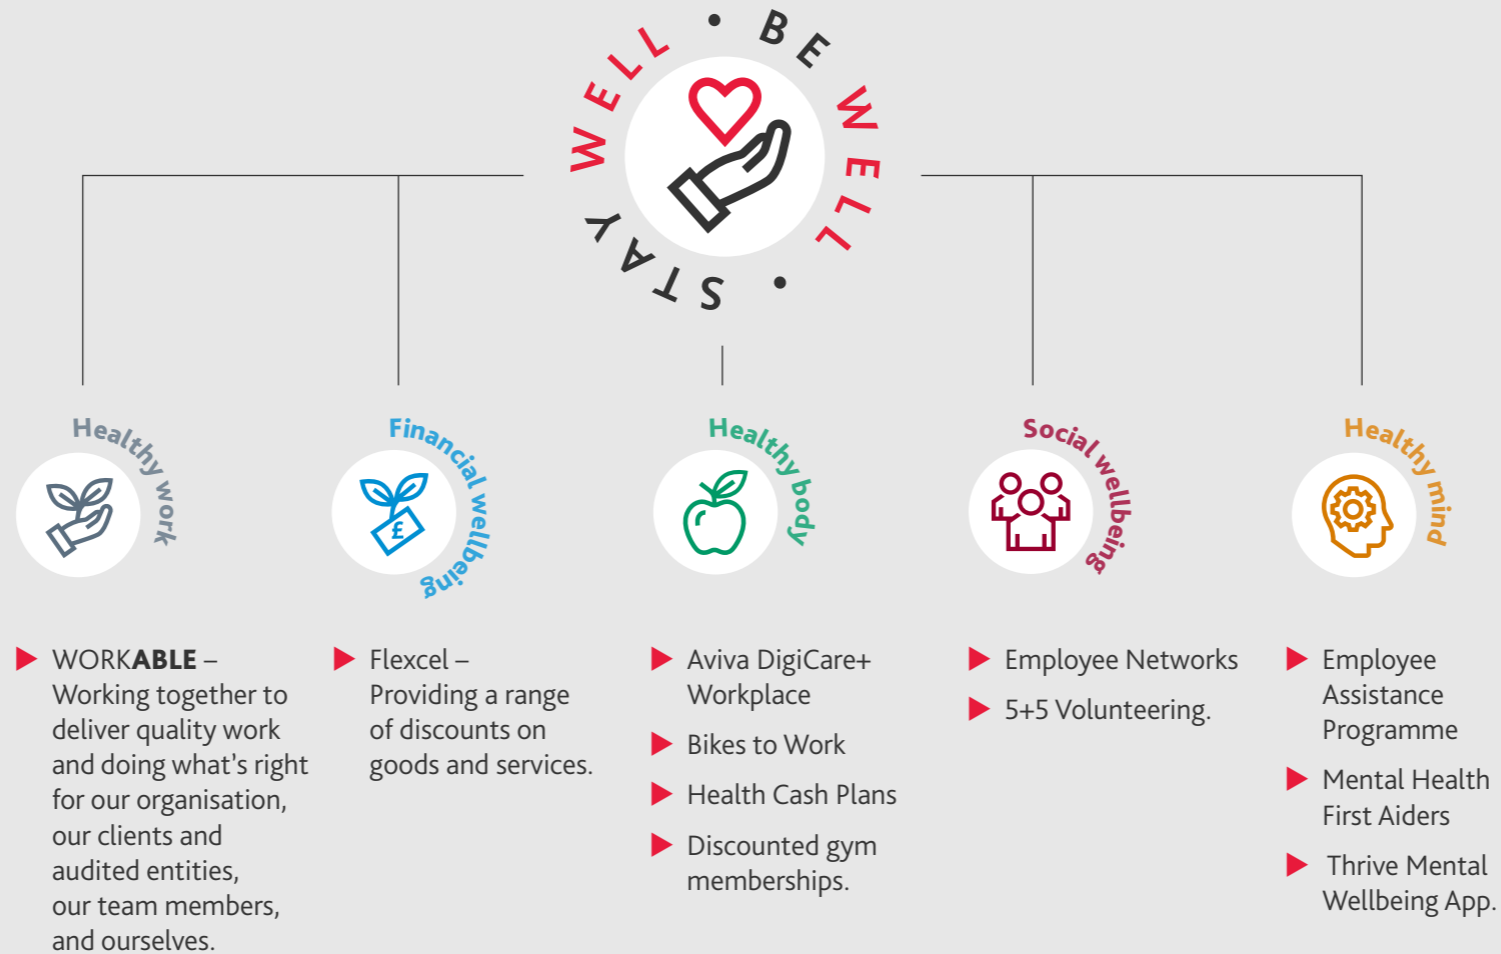 BE WELL • STAY WELL •
Healthy work
▶ WORKABLE –
Working together to
deliver quality work
and doing what's right
for our organisation,
our clients and
audited entities,
our team members,
and ourselves.
Financial wellbeing
£
▶ Flexcel –
Providing a range
of discounts on
goods and services.
Healthy body
▶ Aviva DigiCare+
Workplace
▶ Bikes to Work
▶ Health Cash Plans
▶ Discounted gym
memberships.
Social wellbeing
▶ Employee Networks
▶ 5+5 Volunteering.
Healthy mind
▶ Employee
Assistance
Programme
▶ Mental Health
First Aiders
▶ Thrive Mental
Wellbeing App.